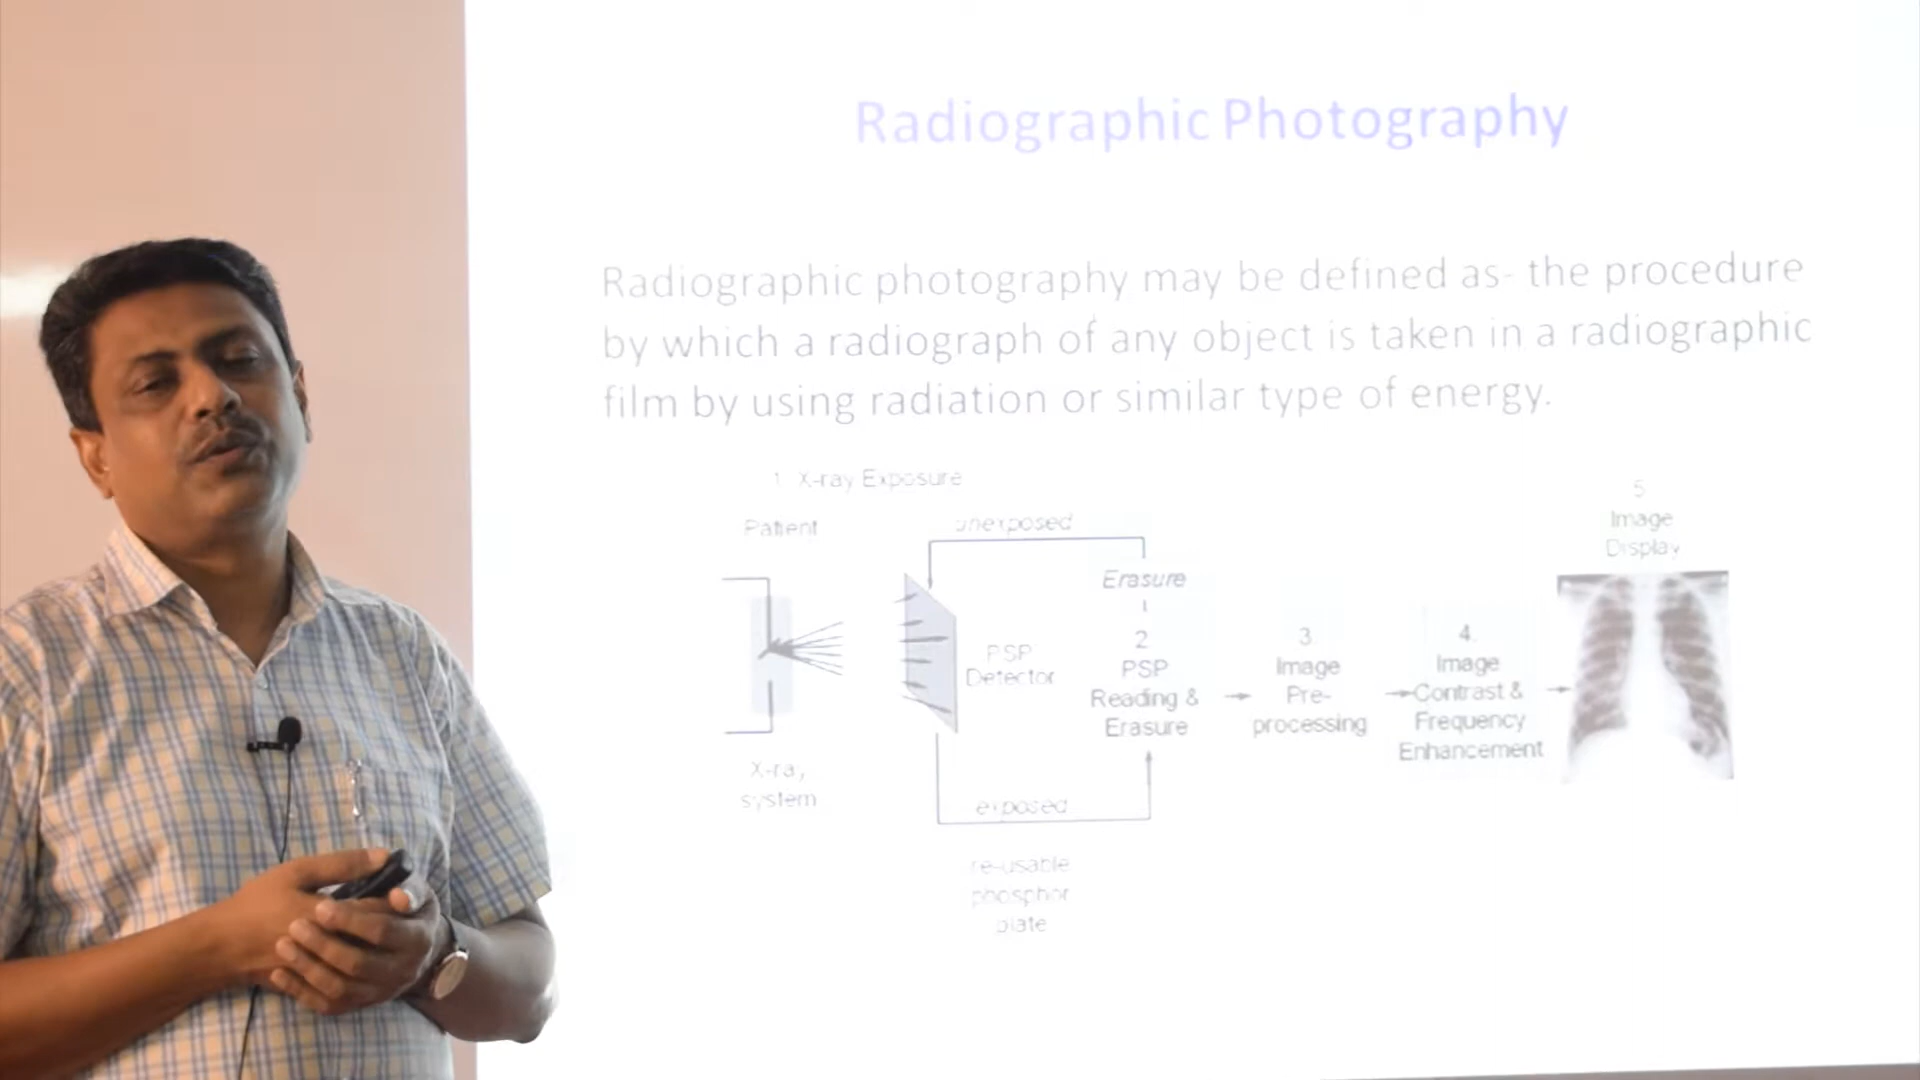 Radiographic Photography
Radiographic photography may be defined as- the procedure
by which a radiograph of any object is taken in a radiographic
film by using radiation or similar type of energy.
1. X-ray Exposure
Patient
X-ray
system
unexposed
PSP
Detector
exposed
re-usable
phosphor
plate
Erasure
2
PSP
Reading &
Erasure
3.
Image
Pre-
processing
4.
Image
Contrast &
Frequency
Enhancement
5
Image
Display